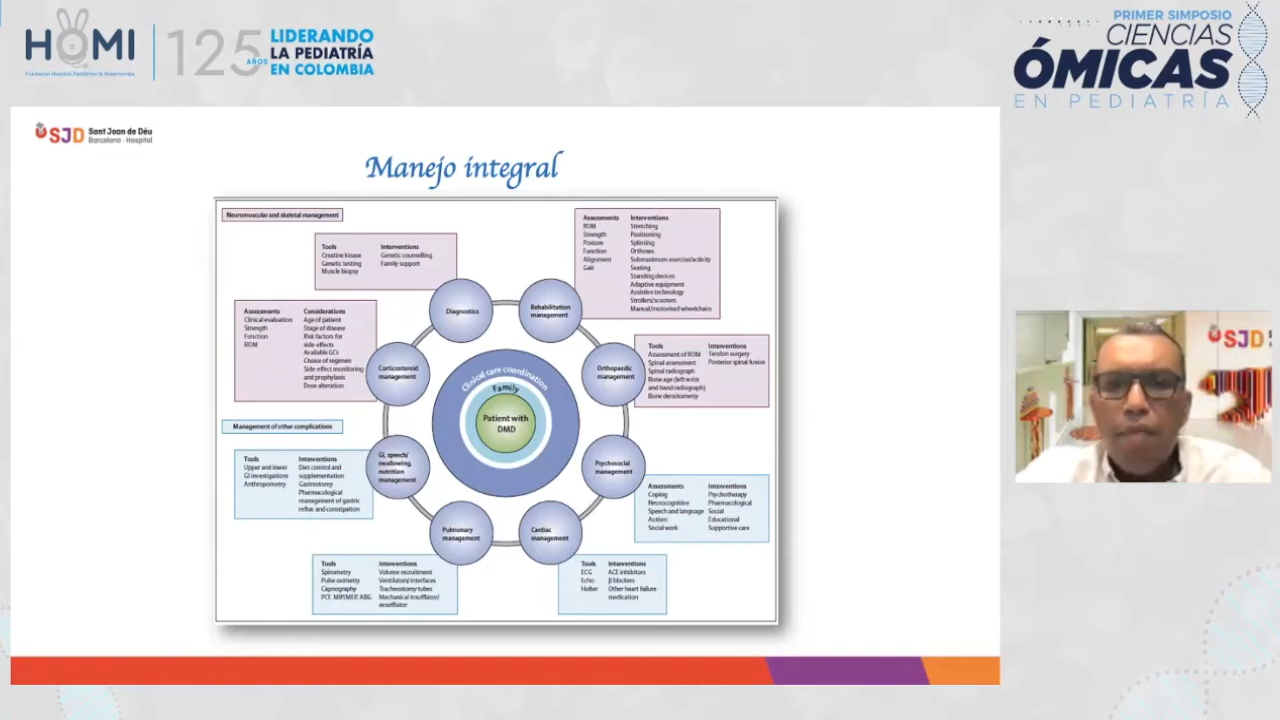 HOMI
Fundación Hospital Pediátrico la Misericordia
125
AÑOS
LIDERANDO
LA PEDIATRÍA
EN COLOMBIA
PRIMER SIMPOSIO
CIENCIAS
ÓMICAS
EN PEDIATRÍA
SJD
Sant Joan de Déu
Barcelona · Hospital
Manejo integral
Neuromuscular and skeletal management
Tools
Creatine kinase
Genetic testing
Muscle biopsy
Interventions
Genetic counselling
Family support
Assessments
ROM
Strength
Posture
Function
Alignment
Gait
Interventions
Stretching
Positioning
Splinting
Orthoses
Submaximum exercise/activity
Seating
Standing devices
Adaptive equipment
Assistive technology
Strollers/scooters
Manual/motorised wheelchairs
Diagnostics
Rehabilitation
management
Assessments
Clinical evaluation
Strength
Function
ROM
Considerations
Age of patient
Stage of disease
Risk factors for
side-effects
Available GCs
Choice of regimen
Side-effect monitoring
and prophylaxis
Dose alteration
Corticosteroid
management
Orthopaedic
management
Tools
Assessment of ROM
Spinal assessment
Spinal radiograph
Bone age (left wrist
and hand radiograph)
Bone densitometry
Interventions
Tendon surgery
Posterior spinal fusion
Clinical care coordination
Family
Patient with
DMD
Management of other complications
Tools
Upper and lower
GI investigations
Anthropometry
Interventions
Diet control and
supplementation
Gastrostomy
Pharmacological
management of gastric
reflux and constipation
GI, speech/
swallowing,
nutrition
management
Psychosocial
management
Assessments
Coping
Neurocognitive
Speech and language
Autism
Social work
Interventions
Psychotherapy
Pharmacological
Social
Educational
Supportive care
Pulmonary
management
Cardiac
management
Tools
Spirometry
Pulse oximetry
Capnography
PCF, MIP/MEP, ABG
Interventions
Volume recruitment
Ventilators/interfaces
Tracheostomy tubes
Mechanical insufflator/
exsufflator
Tools
ECG
Echo
Holter
Interventions
ACE inhibitors
β blockers
Other heart failure
medication
SJD